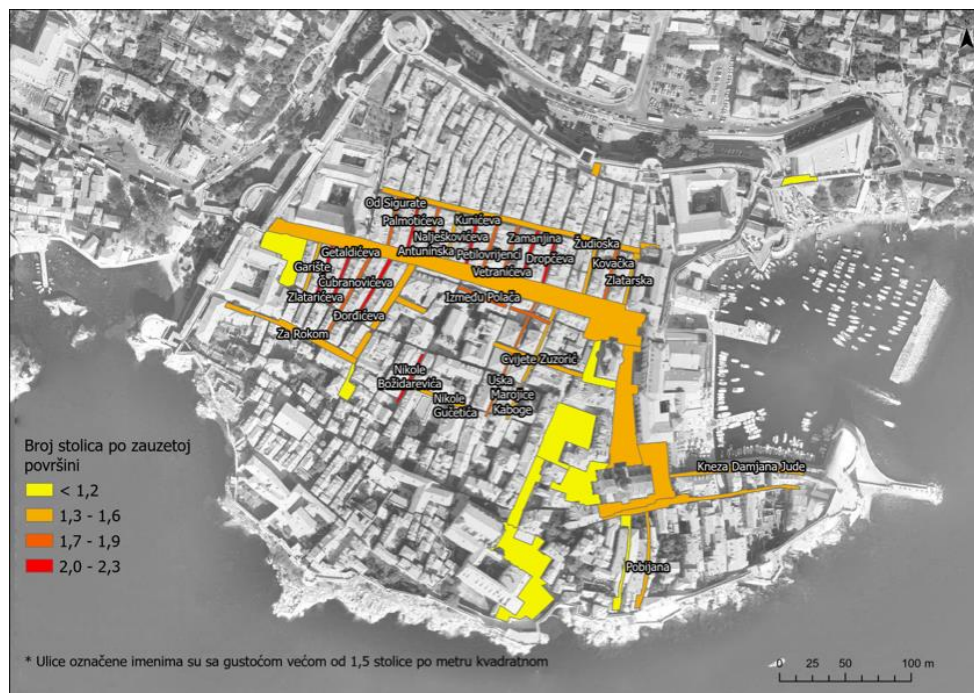 Od Sigurate
Palmotićeva
Kunićeva
Nalješkovićeva
Zamanjina
Žudioska
Getaldićeva
Antuninska
Petilovrijenci
Dropčeva
Kovačka
Garište
Vetranićeva
Zlatarska
Čubranovićeva
Zlatarićeva
Između Polača
Đorđićeva
Za Rokom
Cvijete Zuzorić
Nikole
Božidarevića
Uska
Nikole
Gučetića
Marojice
Kaboge
Kneza Damjana Jude
Pobijana
Broj stolica po zauzetoj
površini
< 1,2
1,3 - 1,6
1,7 - 1,9
2,0 - 2,3
* Ulice označene imenima su sa gustoćom većom od 1,5 stolice po metru kvadratnom
0 25 50 100 m